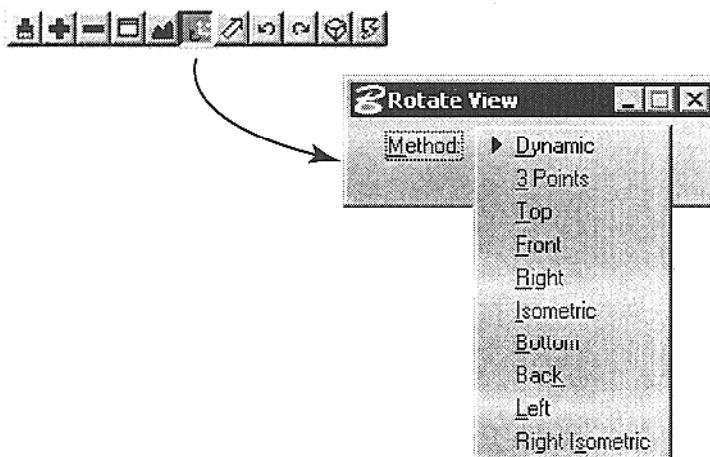 Rotate View
Method:
Dynamic
3 Points
Top
Front
Right
Isometric
Bottom
Back
Left
Right Isometric